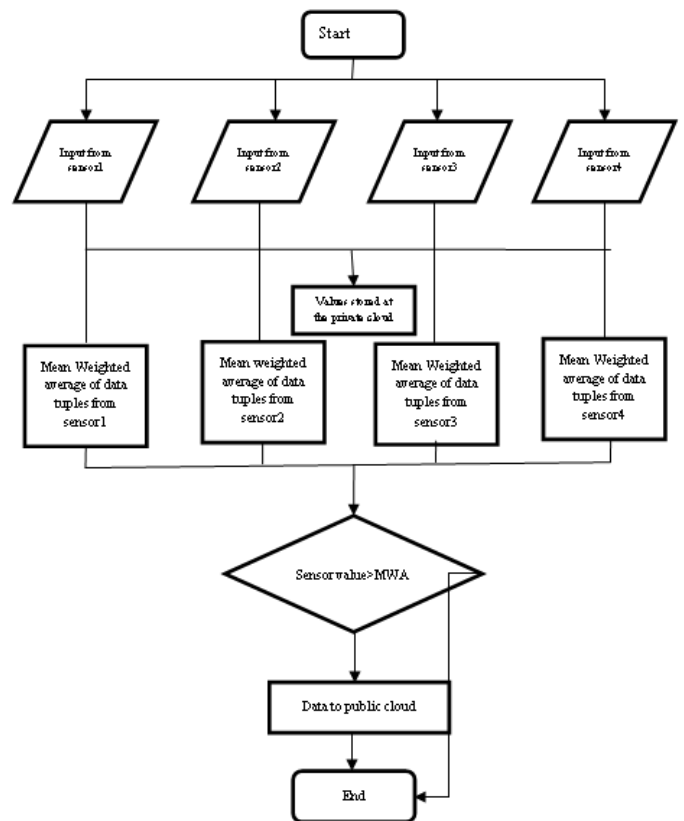 Start
Input from
sensor1
Input from
sensor2
Input from
sensor3
Input from
sensor4
Values stored at
the private cloud
Mean Weighted
average of data
tuples from
sensor1
Mean weighted
average of data
tuples from
sensor2
Mean Weighted
average of data
tuples from
sensor3
Mean Weighted
average of data
tuples from
sensor4
Sensor value>MWA
Data to public cloud
End